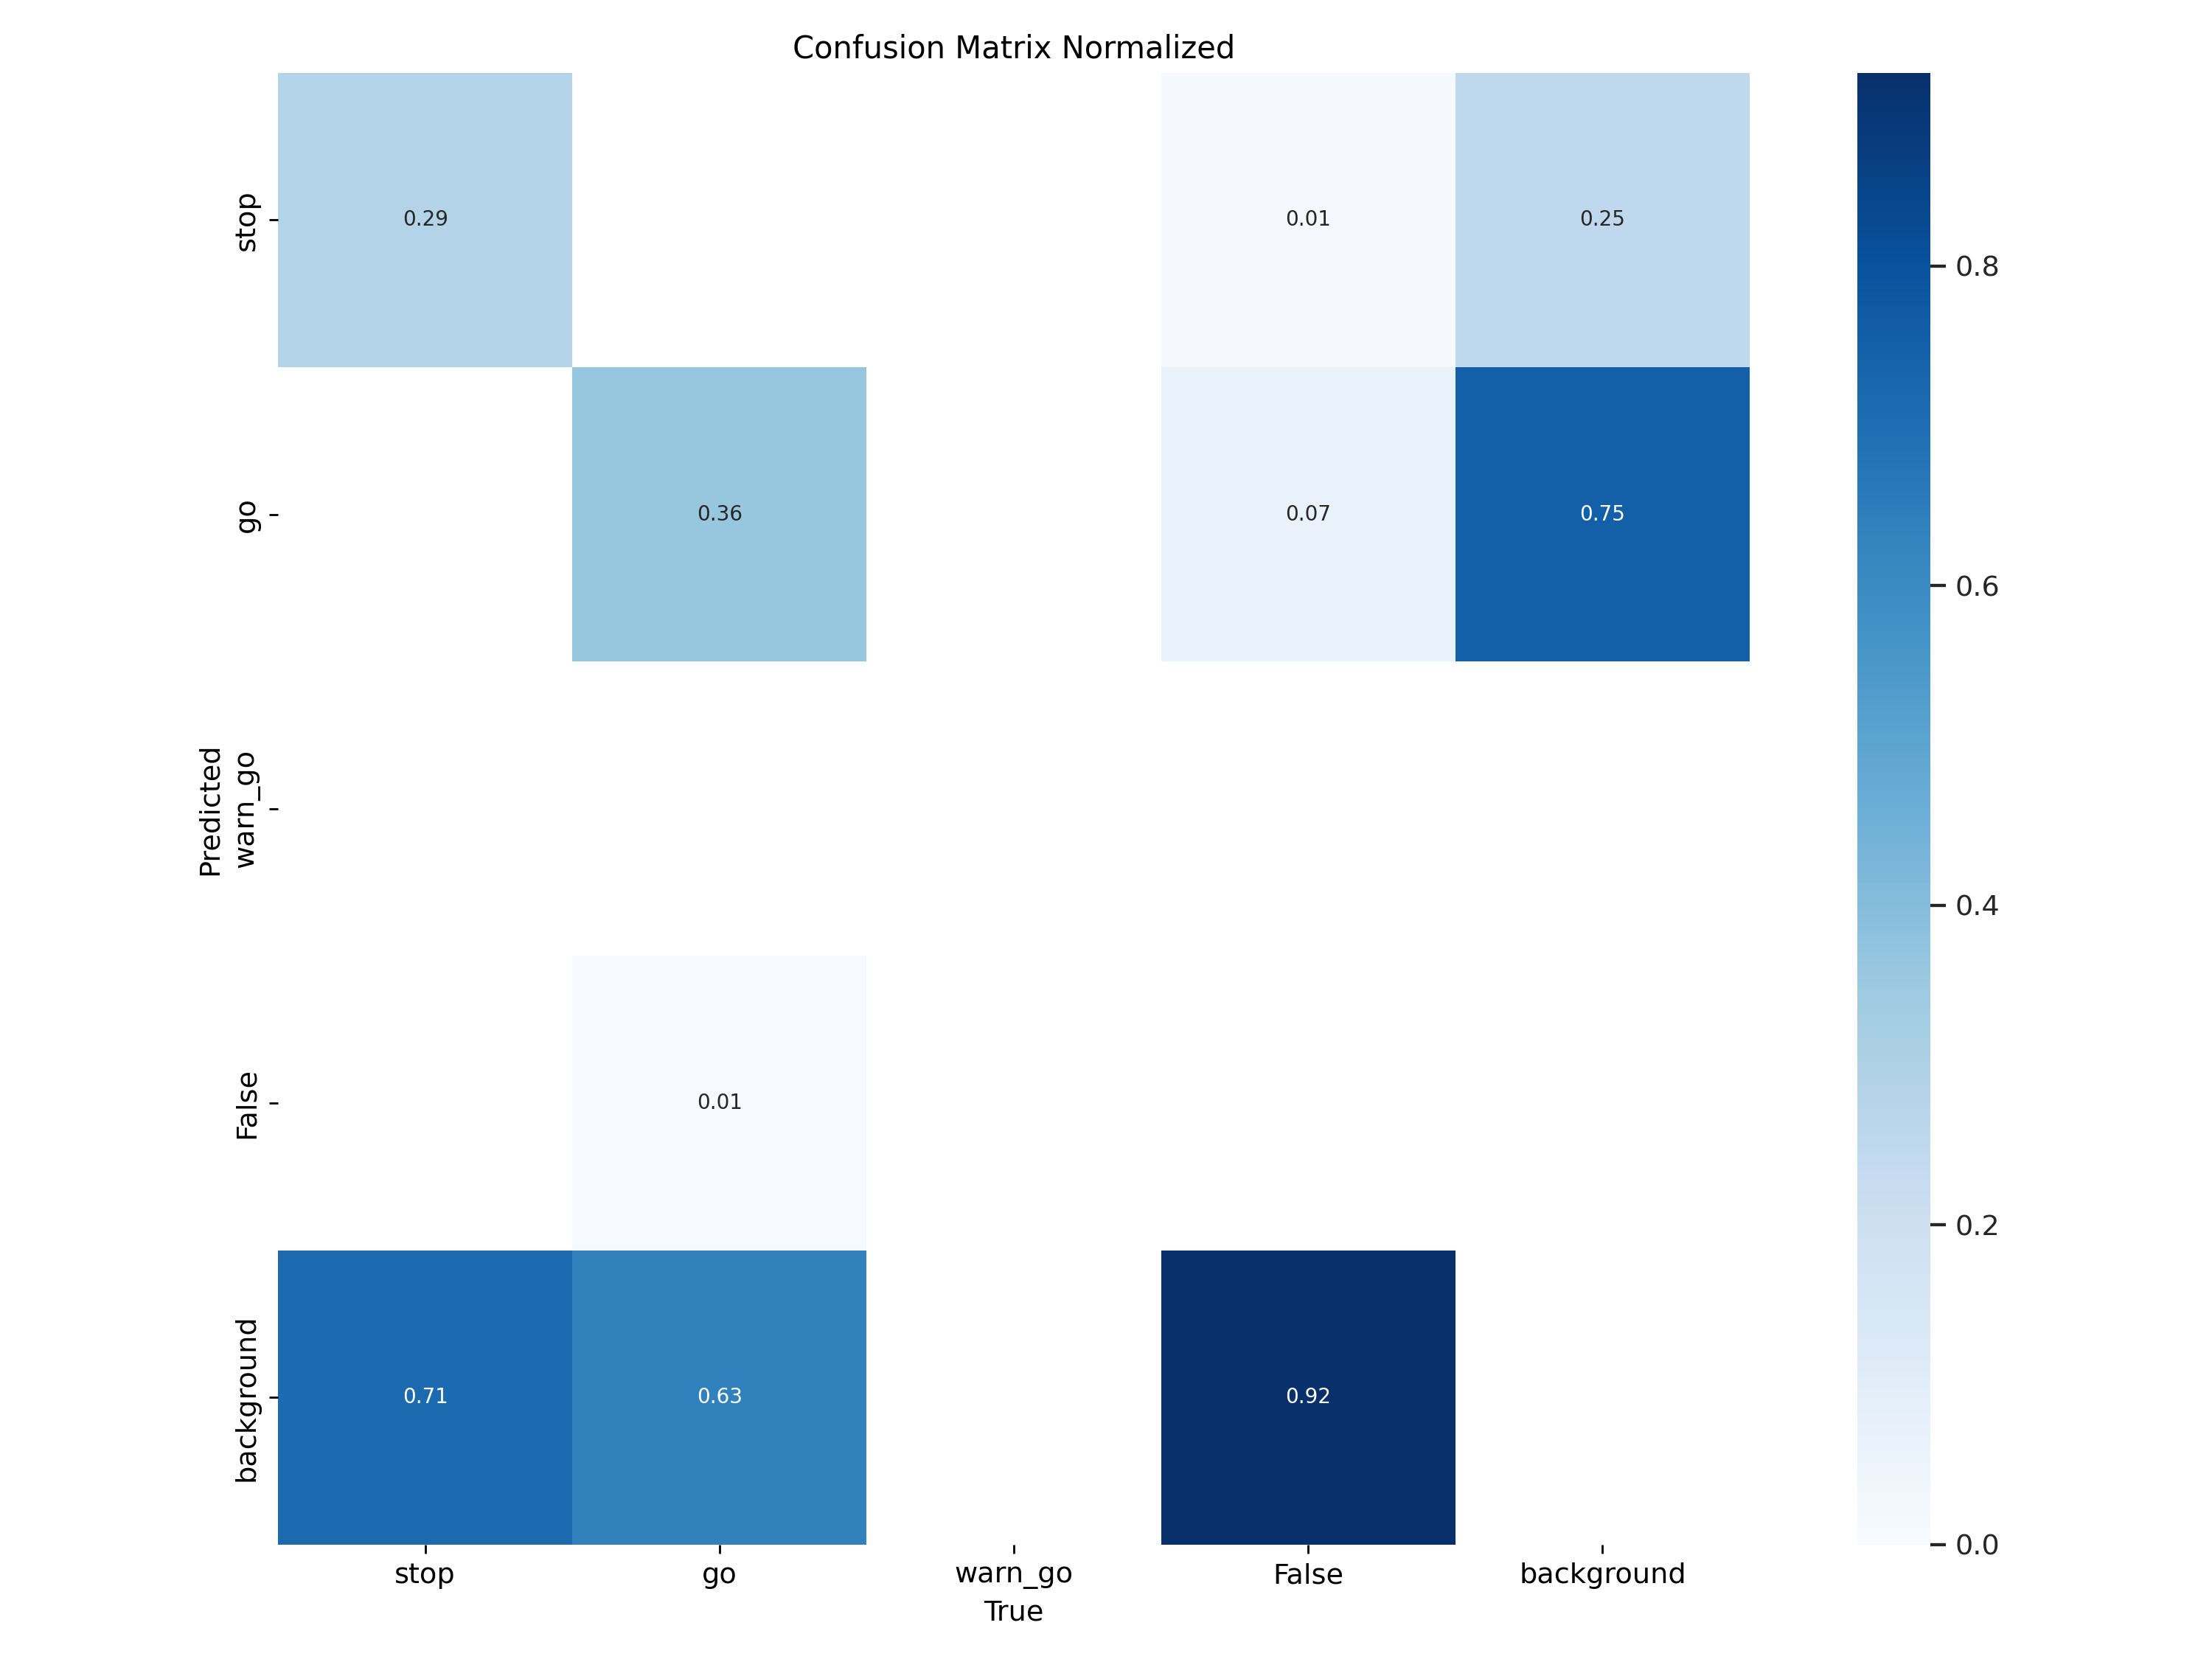 Confusion Matrix Normalized
stop
0.29
0.01
0.25
0.8
go
0.36
0.07
0.75
0.6
Predicted
warn_go
0.4
False
0.01
0.2
background
0.71
0.63
0.92
0.0
stop
go
warn_go
False
background
True